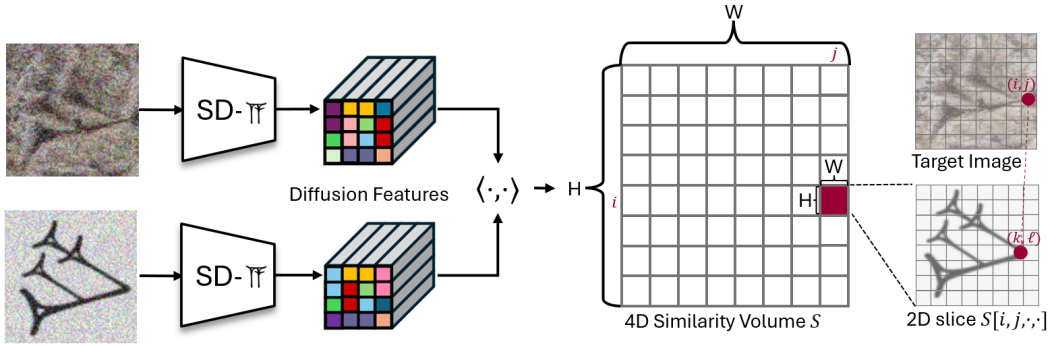 W
j
(i, j)
SD-𒐕
Target Image
Diffusion Features
⟨·,·⟩
H
i
W
H
(k, ℓ)
SD-
4D Similarity Volume S
2D slice S[i, j,·,·]